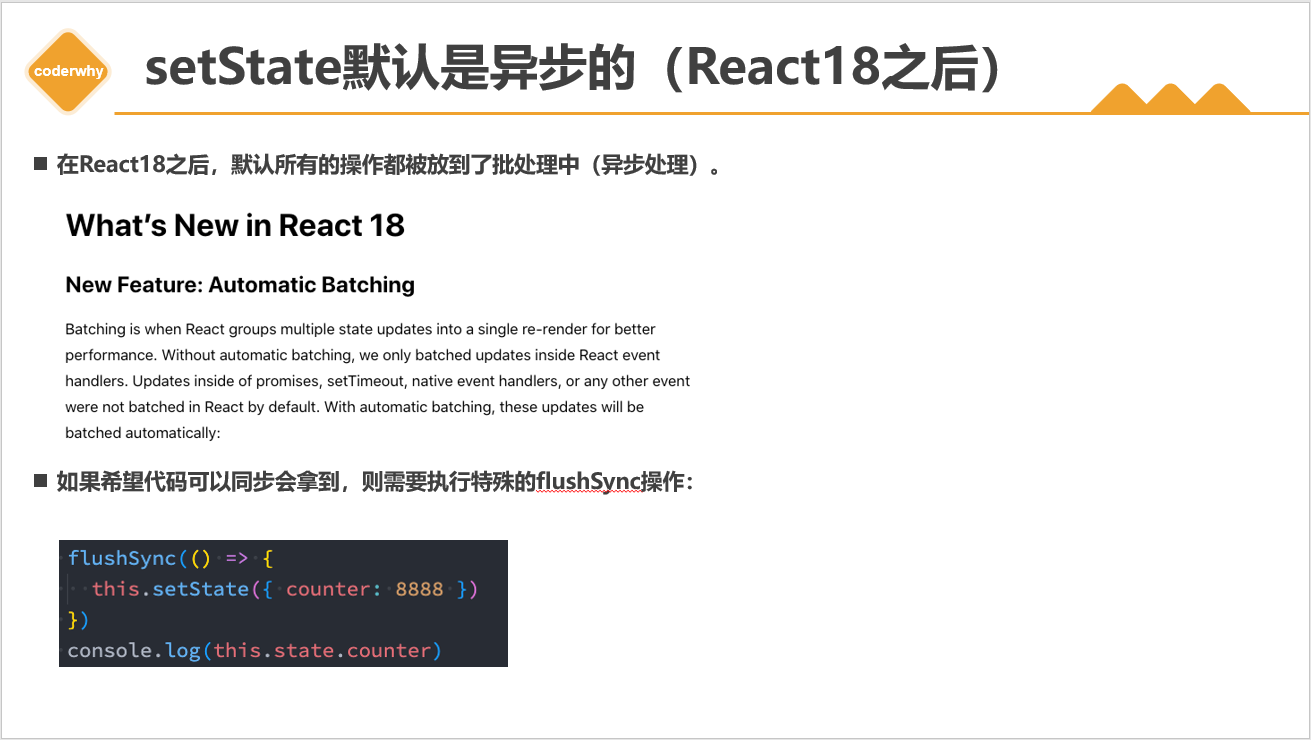 coderwhy
setState默认是异步的（React18之后）
在React18之后，默认所有的操作都被放到了批处理中（异步处理）。
What’s New in React 18
New Feature: Automatic Batching
Batching is when React groups multiple state updates into a single re-render for better
performance. Without automatic batching, we only batched updates inside React event
handlers. Updates inside of promises, setTimeout, native event handlers, or any other event
were not batched in React by default. With automatic batching, these updates will be
batched automatically:
如果希望代码可以同步会拿到，则需要执行特殊的flushSync操作：
flushSync(() => {
  this.setState({ counter: 8888 })
})
console.log(this.state.counter)